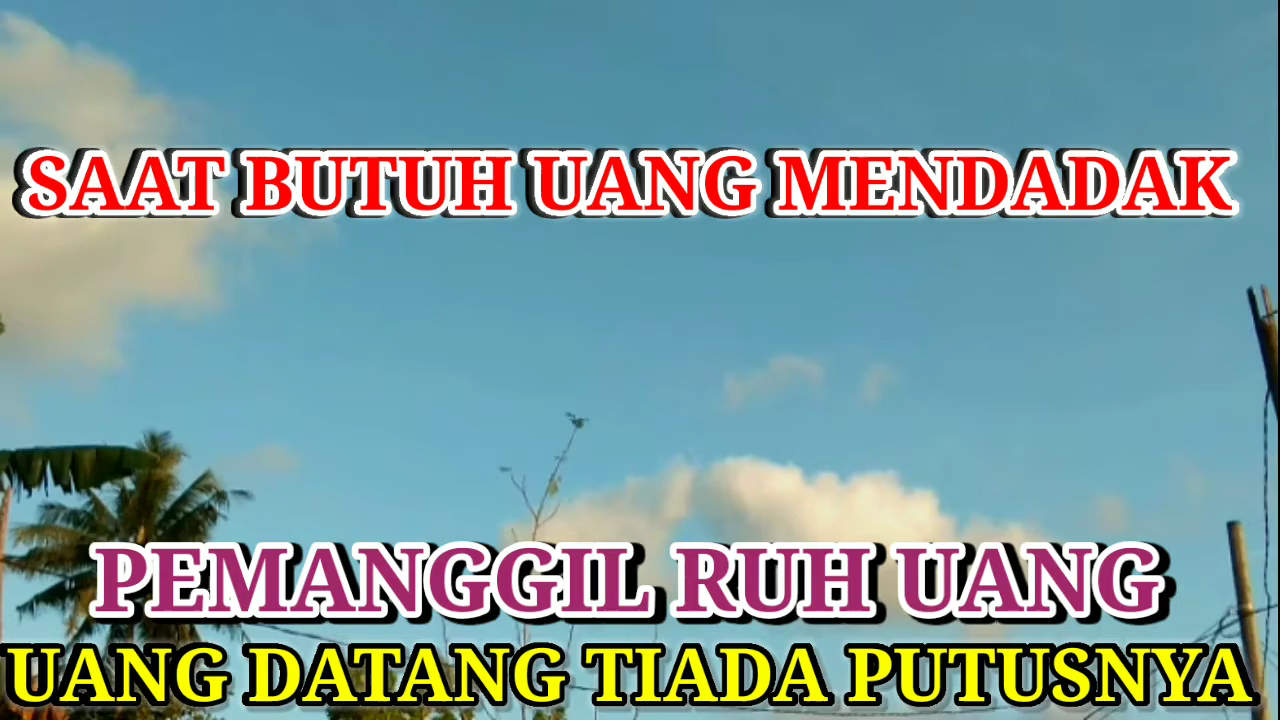 SAAT BUTUH UANG MENDADAK
PEMANGGIL RUH UANG
UANG DATANG TIADA PUTUSNYA